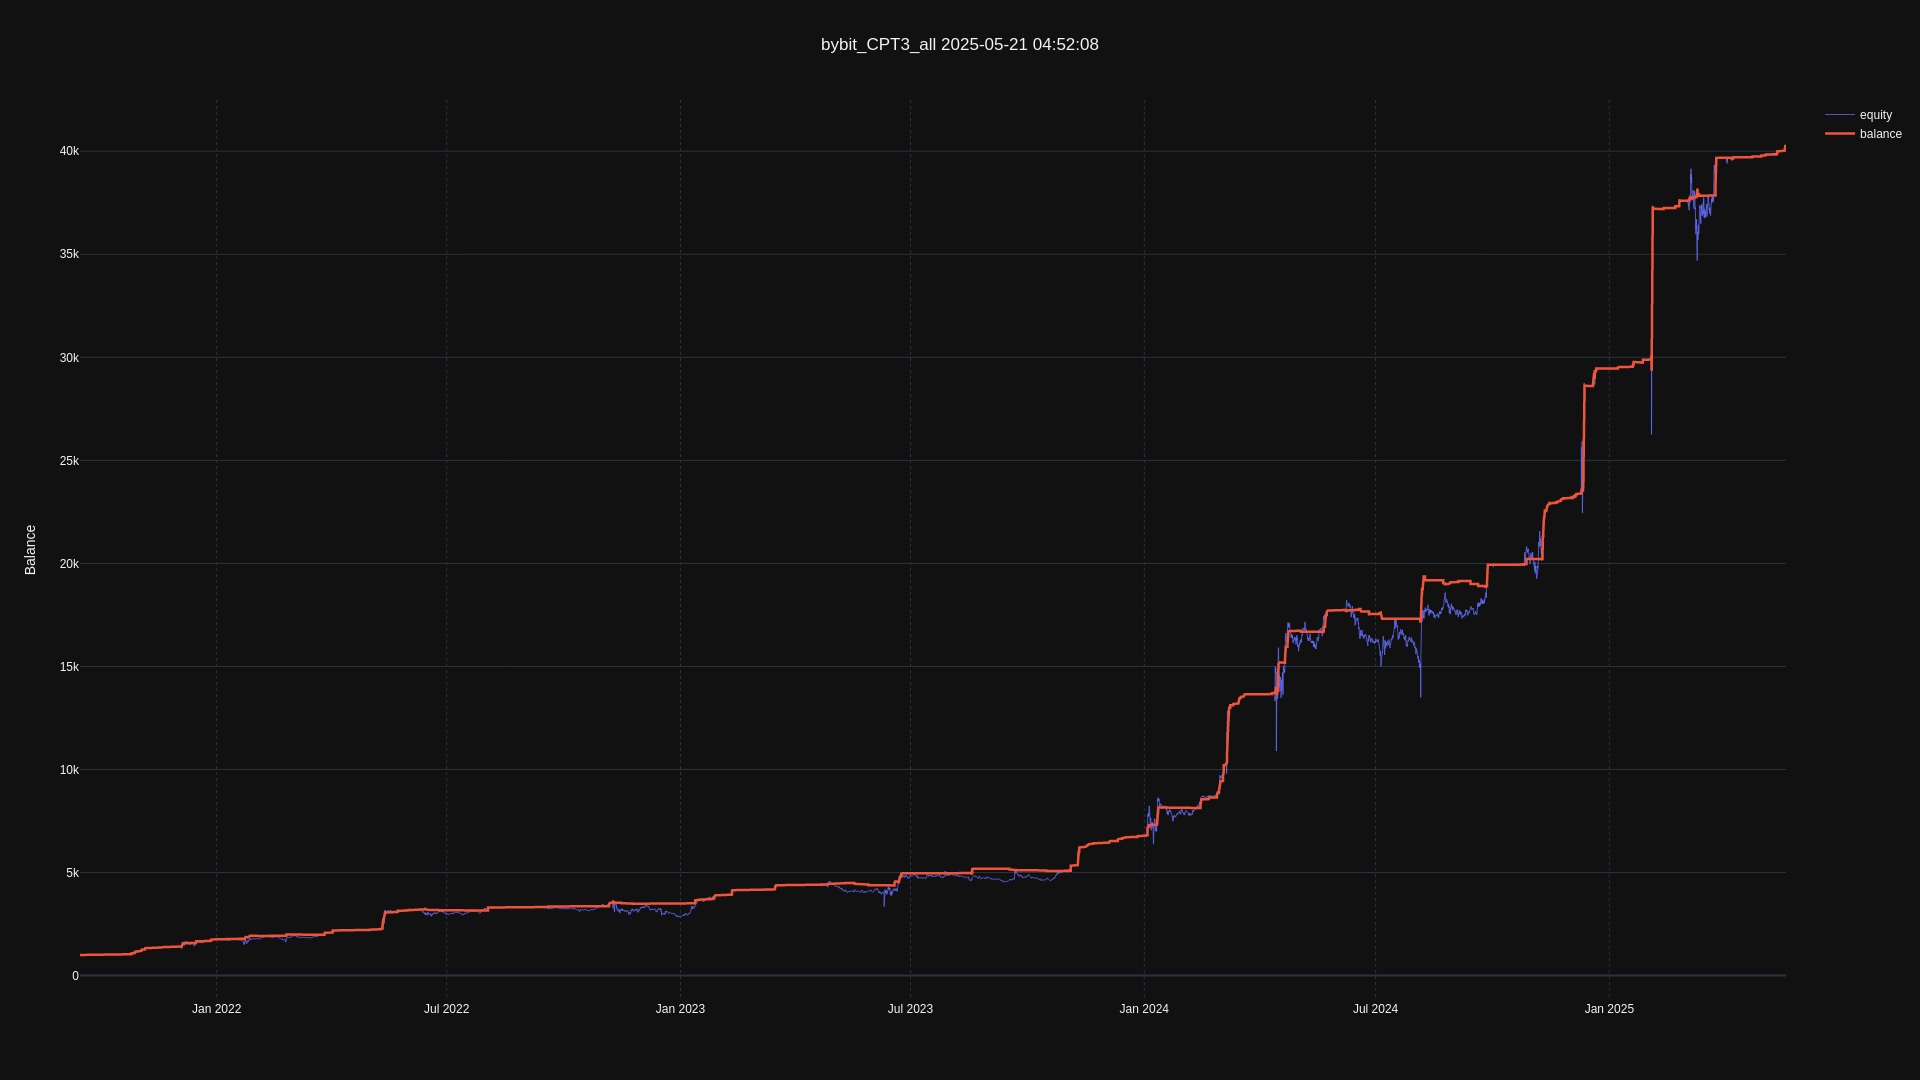 bybit_CPT3_all 2025-05-21 04:52:08
equity
balance
40k
35k
30k
25k
20k
15k
10k
5k
0
Balance
Jan 2022
Jul 2022
Jan 2023
Jul 2023
Jan 2024
Jul 2024
Jan 2025